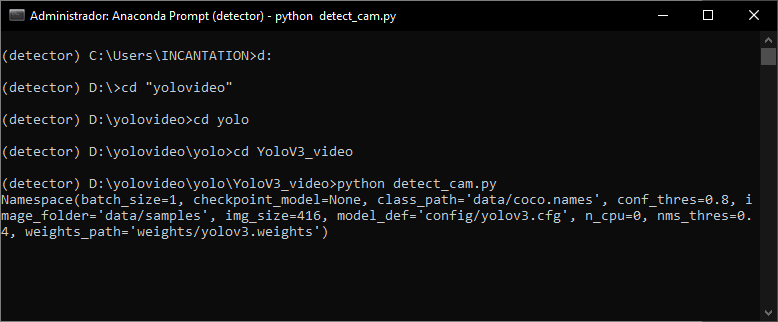 Administrador: Anaconda Prompt (detector) - python  detect_cam.py
(detector) C:\Users\INCANTATION>d:
(detector) D:\>cd "yolovideo"
(detector) D:\yolovideo>cd yolo
(detector) D:\yolovideo\yolo>cd YoloV3_video
(detector) D:\yolovideo\yolo\YoloV3_video>python detect_cam.py
Namespace(batch_size=1, checkpoint_model=None, class_path='data/coco.names', conf_thres=0.8, i
mage_folder='data/samples', img_size=416, model_def='config/yolov3.cfg', n_cpu=0, nms_thres=0.
4, weights_path='weights/yolov3.weights')